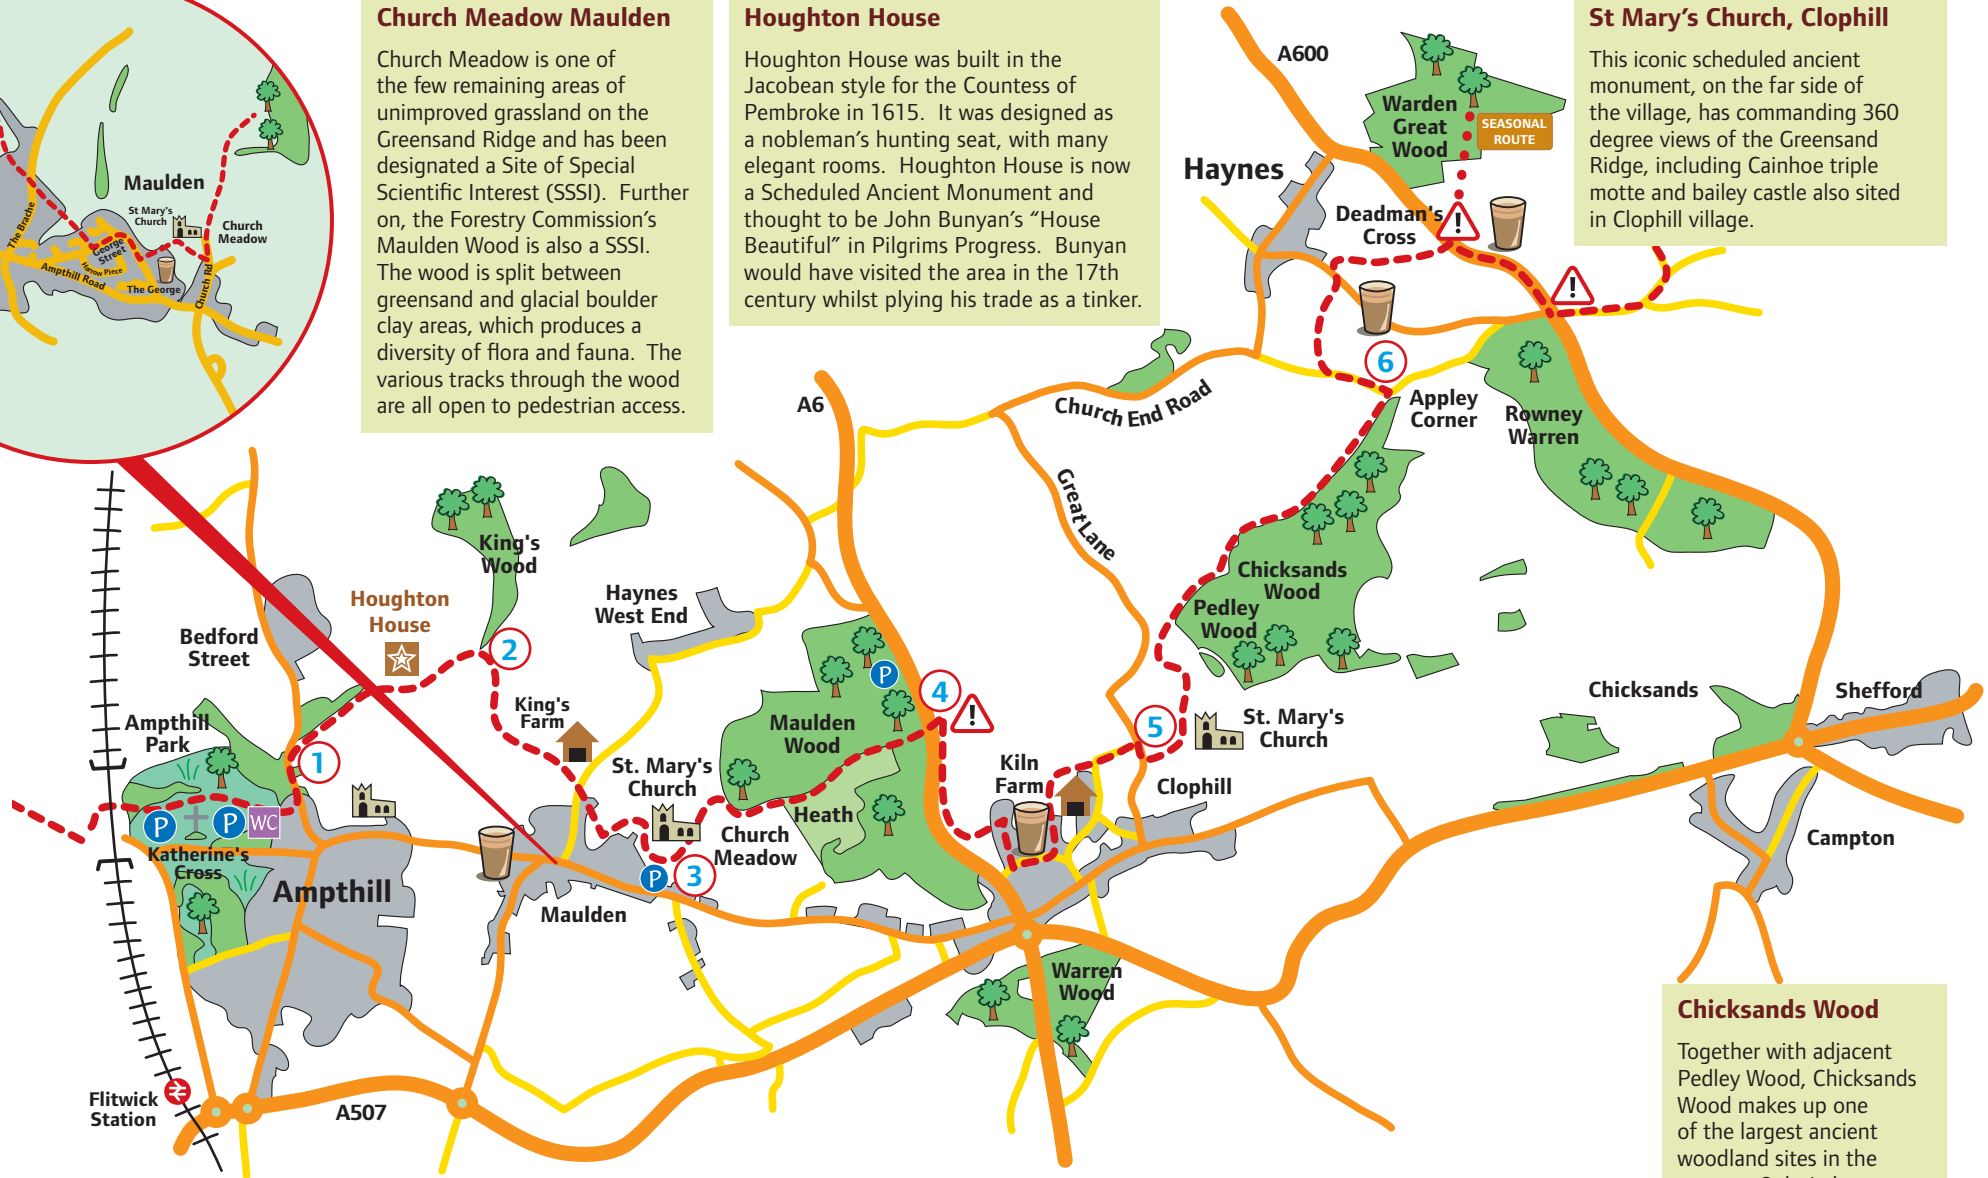 Church Meadow Maulden
Church Meadow is one of
the few remaining areas of
unimproved grassland on the
Greensand Ridge and has been
designated a Site of Special
Scientific Interest (SSSI).  Further
on, the Forestry Commission's
Maulden Wood is also a SSSI.
The wood is split between
greensand and glacial boulder
clay areas, which produces a
diversity of flora and fauna.  The
various tracks through the wood
are all open to pedestrian access.
Houghton House
Houghton House was built in the
Jacobean style for the Countess of
Pembroke in 1615.  It was designed as
a nobleman's hunting seat, with many
elegant rooms.  Houghton House is now
a Scheduled Ancient Monument and
thought to be John Bunyan's "House
Beautiful" in Pilgrims Progress.  Bunyan
would have visited the area in the 17th
century whilst plying his trade as a tinker.
St Mary's Church, Clophill
This iconic scheduled ancient
monument, on the far side of
the village, has commanding 360
degree views of the Greensand
Ridge, including Cainhoe triple
motte and bailey castle also sited
in Clophill village.
Maulden
St Mary's
Church
Church
Meadow
The Brache
George
Street
Harrow Piece
Ampthill Road
The George
Church Rd
A600
Warden
Great
Wood
SEASONAL
ROUTE
Haynes
Deadman's
Cross
!
!
6
Appley
Corner
Rowney
Warren
A6
Church End Road
Great Lane
King's
Wood
Haynes
West End
Houghton
House
Bedford
Street
2
King's
Farm
Chicksands
Wood
Pedley
Wood
Ampthill
Park
1
P
P
WC
Katherine's
Cross
Ampthill
St. Mary's
Church
Maulden
Wood
P
4
!
Heath
Church
Meadow
P
3
Maulden
Kiln
Farm
5
St. Mary's
Church
Clophill
Chicksands
Shefford
Campton
Warren
Wood
Flitwick
Station
A507
Chicksands Wood
Together with adjacent
Pedley Wood, Chicksands
Wood makes up one
of the largest ancient
woodland sites in the